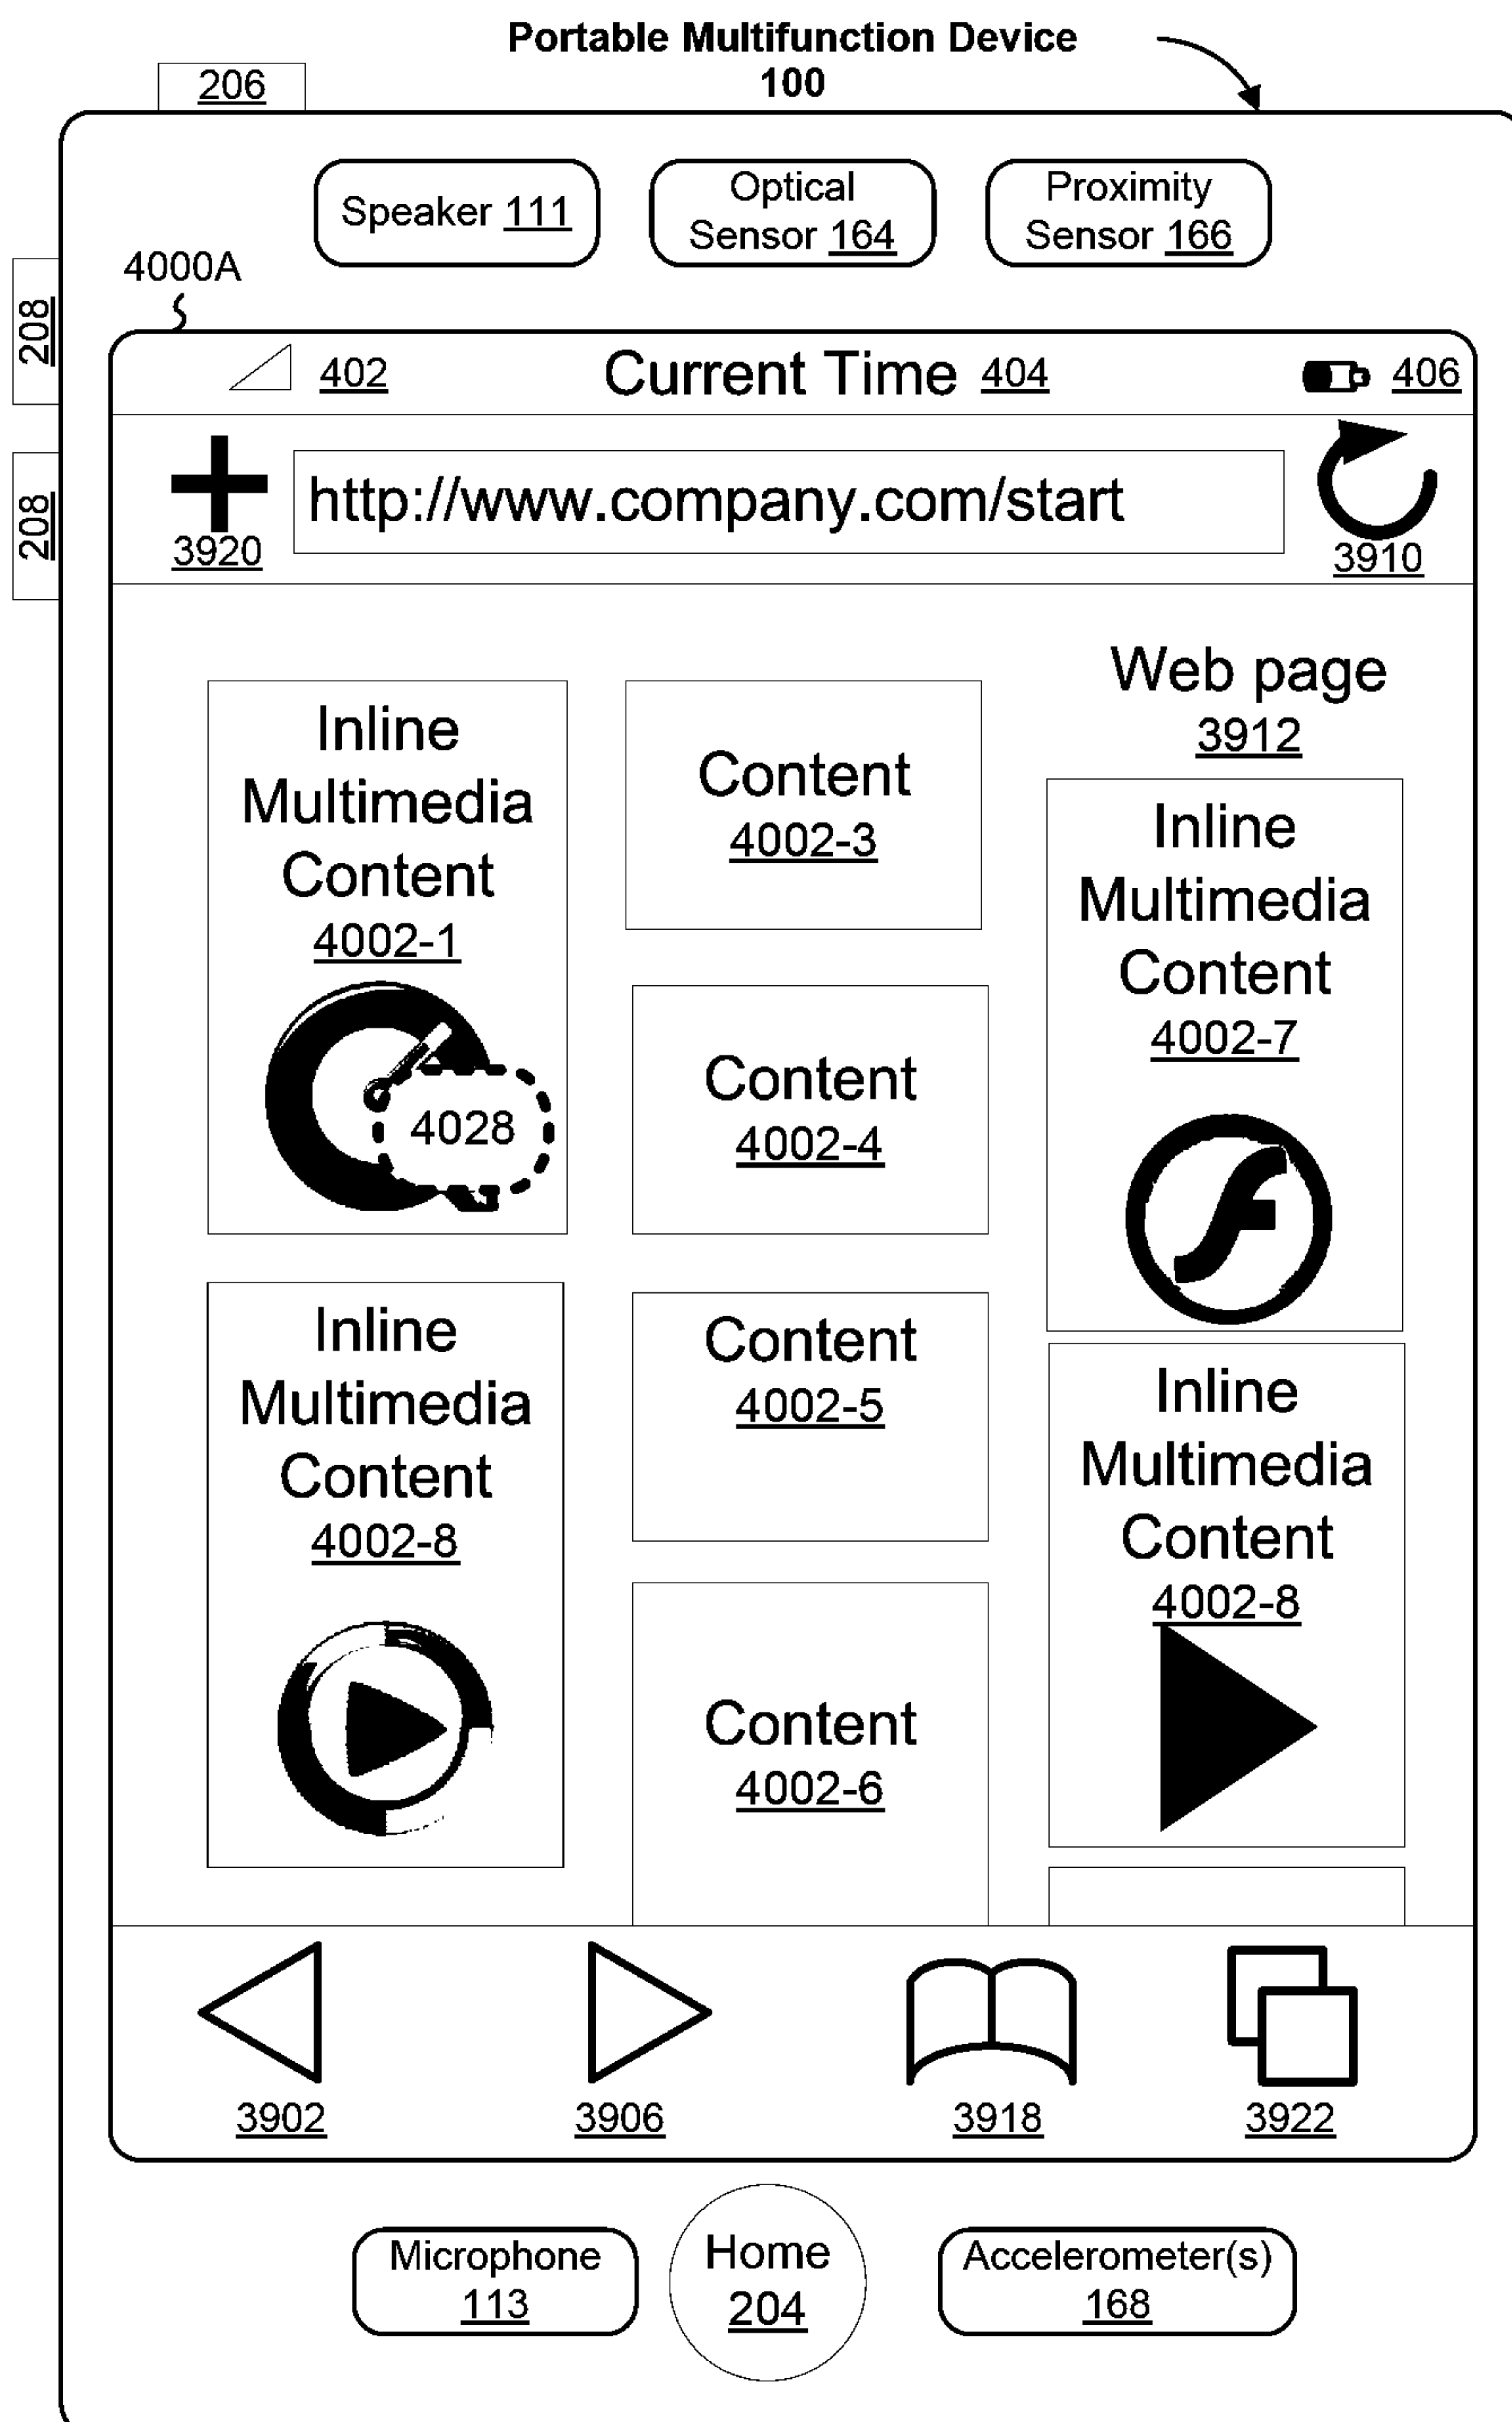 Portable Multifunction Device
100
206
Speaker 111
Optical
Sensor 164
Proximity
Sensor 166
4000A
208
208
402
Current Time 404
406
3920
http://www.company.com/start
3910
Web page
3912
Inline
Multimedia
Content
4002-1
4028
Inline
Multimedia
Content
4002-8
Content
4002-3
Content
4002-4
Content
4002-5
Content
4002-6
Inline
Multimedia
Content
4002-7
Inline
Multimedia
Content
4002-8
3902
3906
3918
3922
Microphone
113
Home
204
Accelerometer(s)
168